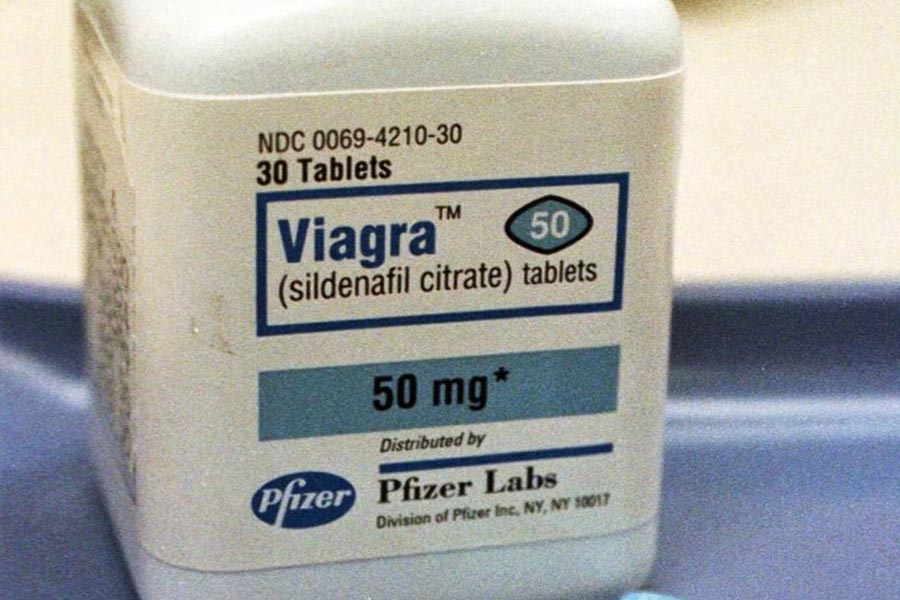 NDC 0069-4210-30
30 Tablets
Viagra™ 50
(sildenafil citrate) tablets
50 mg*
Distributed by
Pfizer
Pfizer Labs
Division of Pfizer Inc, NY, NY 10017